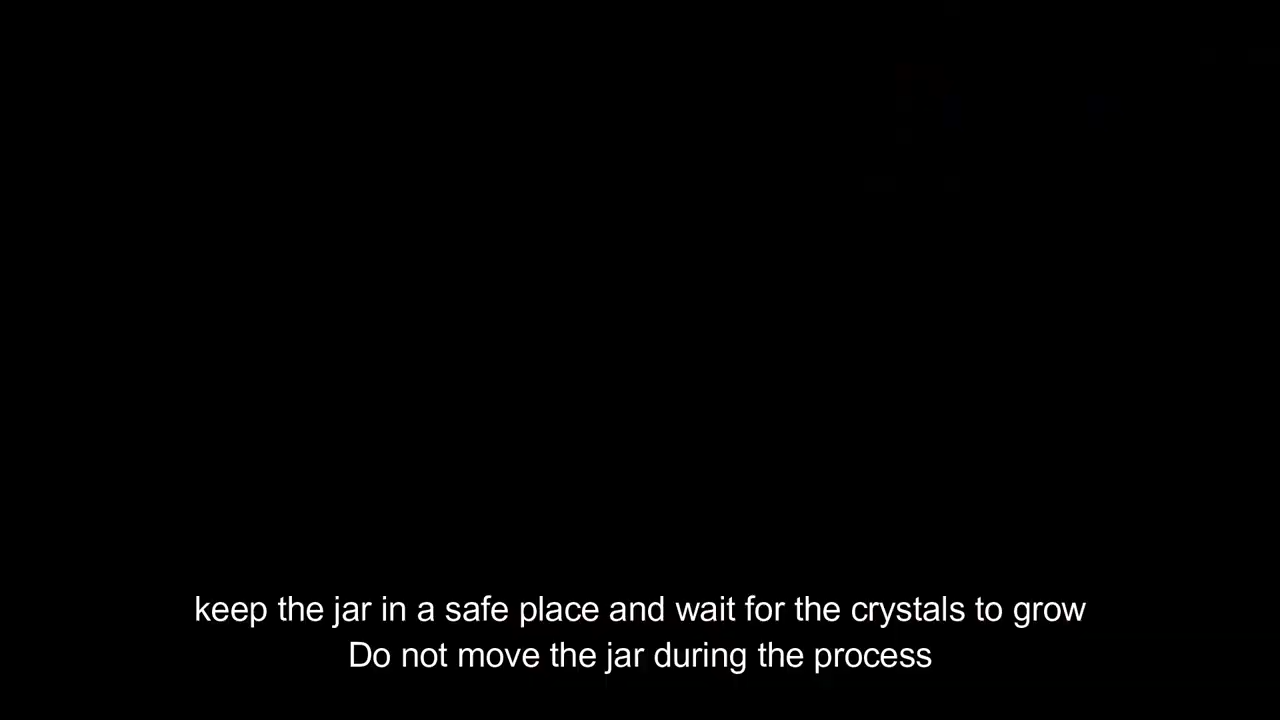 keep the jar in a safe place and wait for the crystals to grow
Do not move the jar during the process